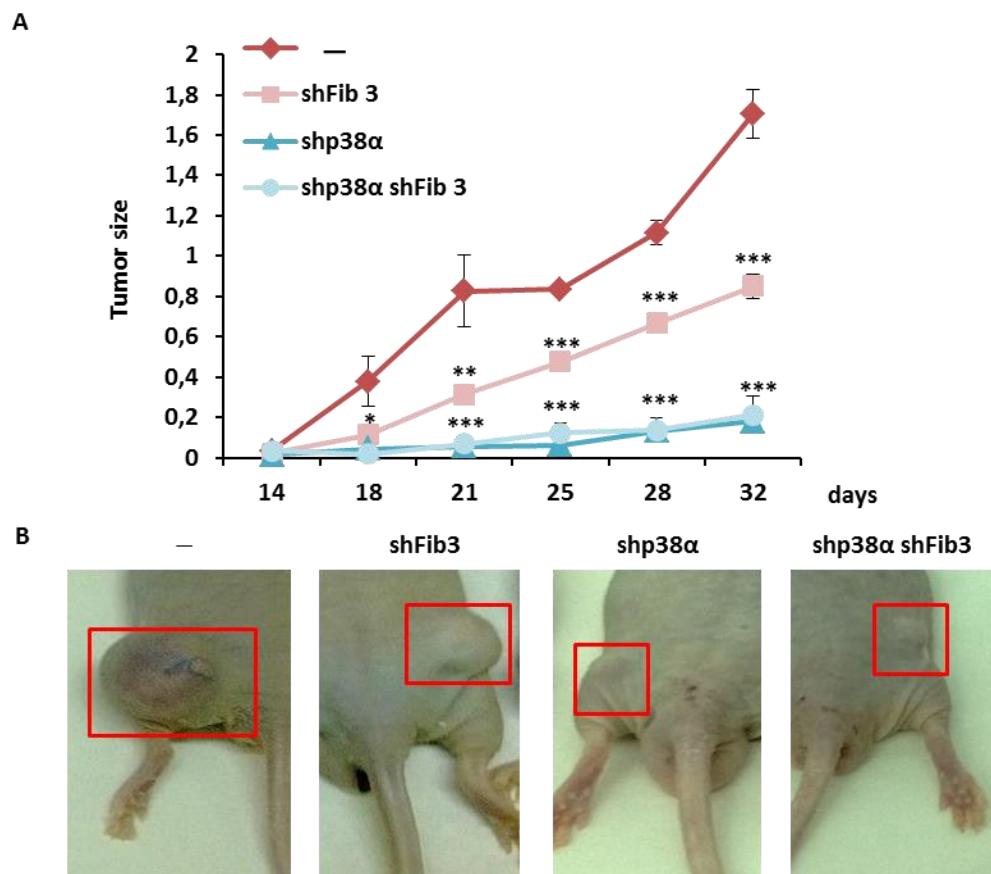 A
2
1,8
1,6
1,4
1,2
1
0,8
0,6
0,4
0,2
0
Tumor size
—
shFib 3
shp38α
shp38α shFib 3
* ** *** *** ***
*** *** *** ***
14 18 21 25 28 32 days
B
— shFib3 shp38α shp38α shFib3